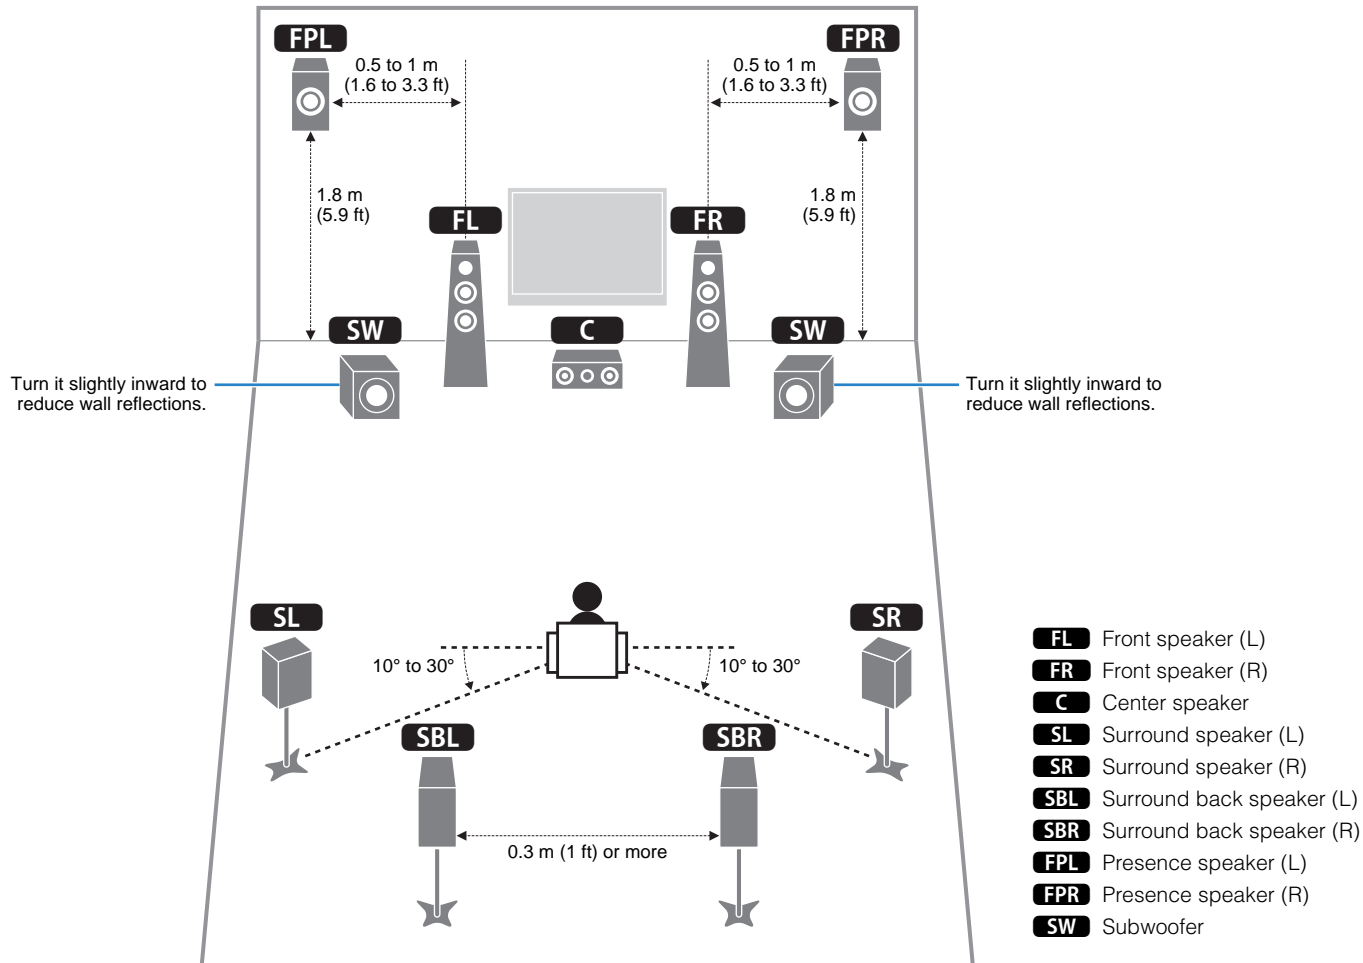 FPL
FPR
0.5 to 1 m
(1.6 to 3.3 ft)
0.5 to 1 m
(1.6 to 3.3 ft)
1.8 m
(5.9 ft)
1.8 m
(5.9 ft)
FL
FR
SW
C
SW
Turn it slightly inward to
reduce wall reflections.
Turn it slightly inward to
reduce wall reflections.
SL
SR
10° to 30°
10° to 30°
SBL
SBR
0.3 m (1 ft) or more
FL Front speaker (L)
FR Front speaker (R)
C Center speaker
SL Surround speaker (L)
SR Surround speaker (R)
SBL Surround back speaker (L)
SBR Surround back speaker (R)
FPL Presence speaker (L)
FPR Presence speaker (R)
SW Subwoofer